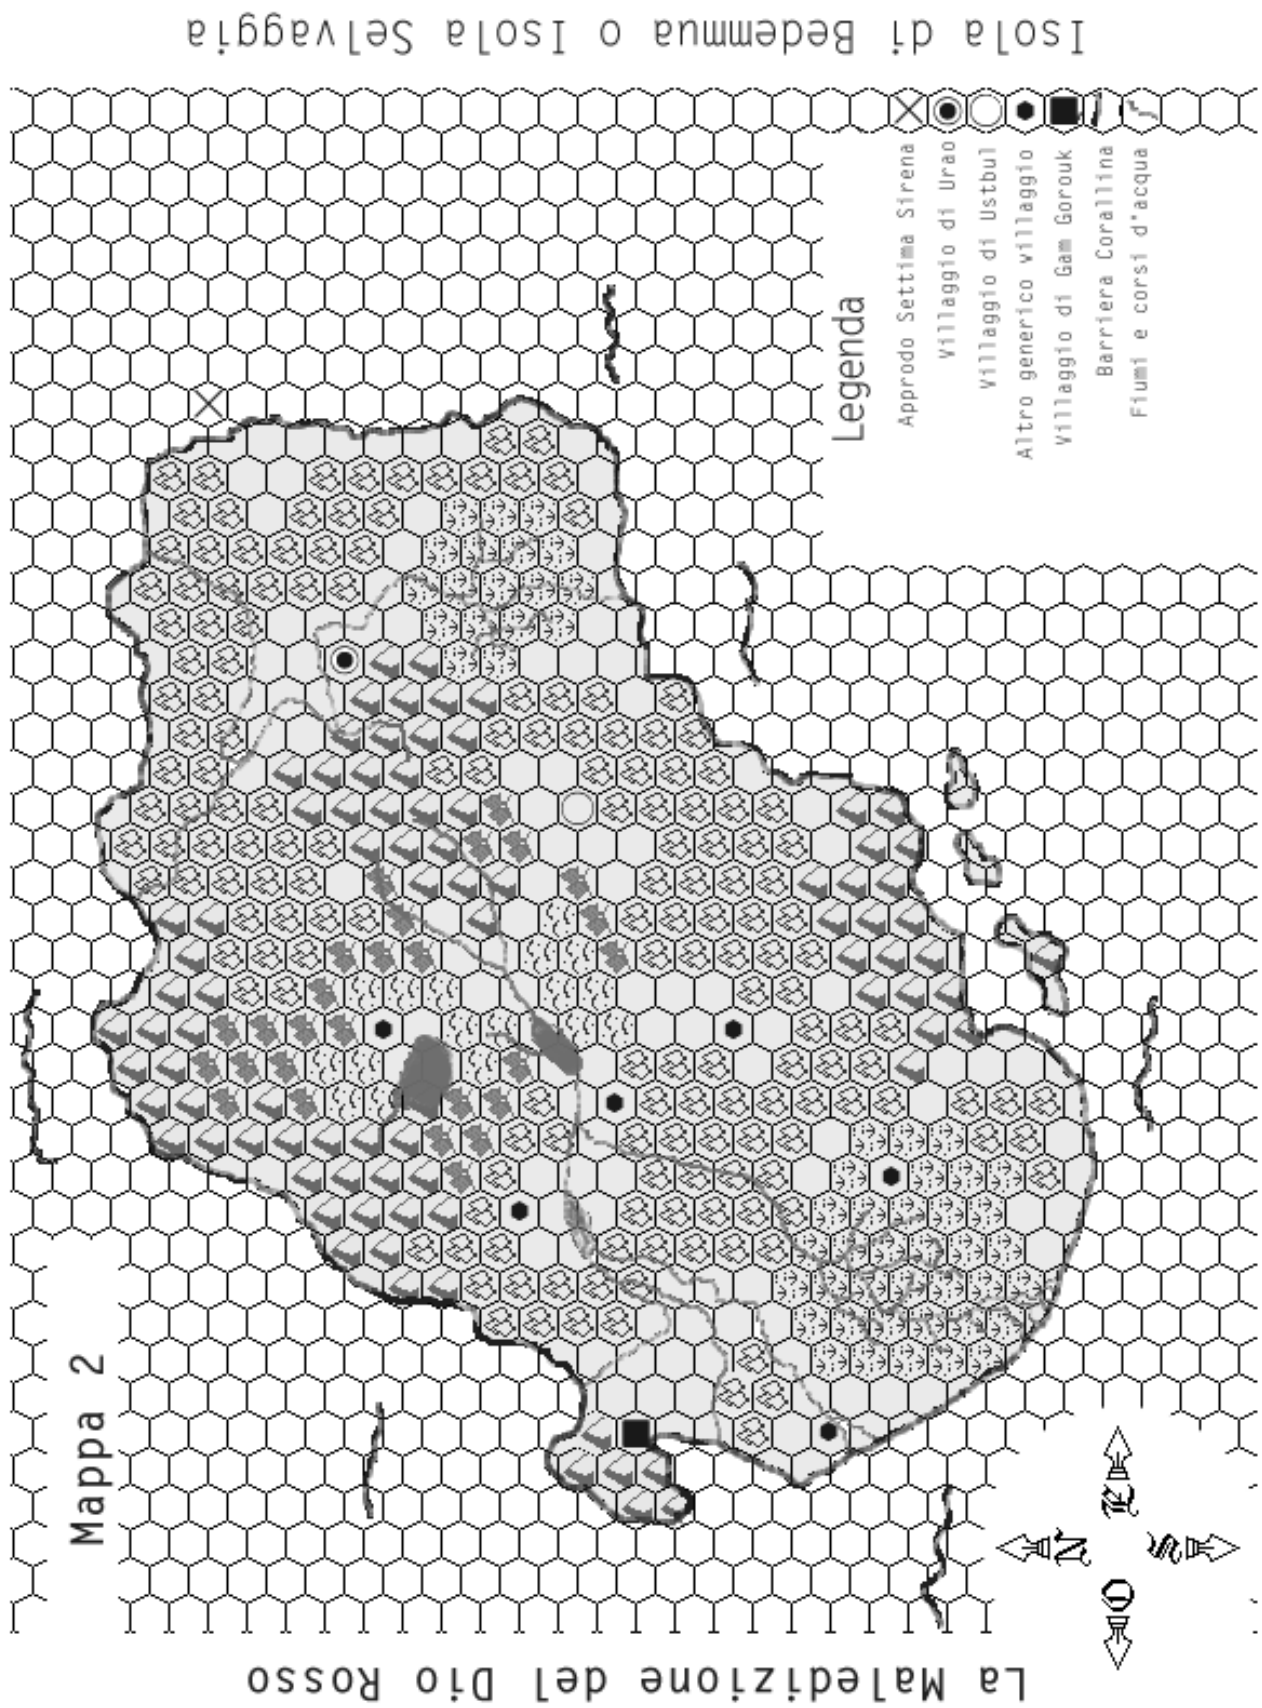 Isola di Bedemmua o Isola Selvaggia
Mappa 2
Legenda
Approdo Settima Sirena
Villaggio di Urao
Villaggio di Ustbul
Altro generico villaggio
Villaggio di Gam Gorouk
Barriera Corallina
Fiumi e corsi d'acqua
N
E
S
O
La Maledizione del Dio Rosso